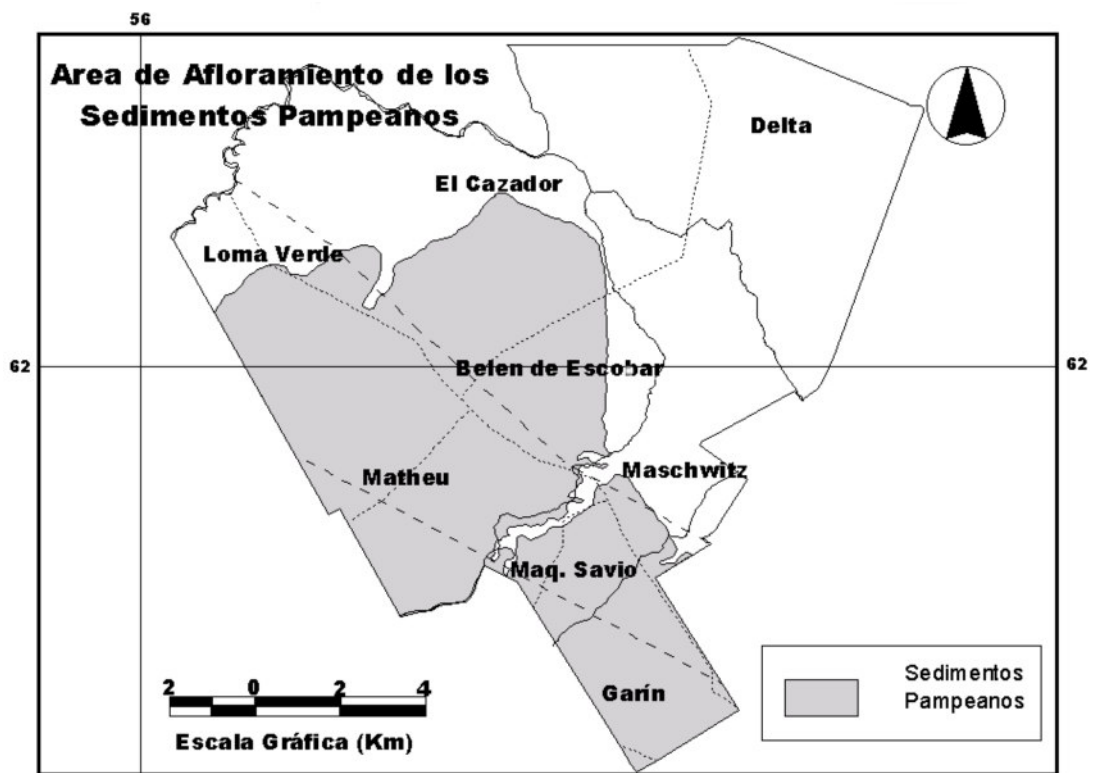 56
Area de Afloramiento de los
Sedimentos Pampeanos
Delta
El Cazador
Loma Verde
62
Belen de Escobar
62
Matheu
Maschwitz
Maq. Savio
Garín
Sedimentos
Pampeanos
2 0 2 4
Escala Gráfica (Km)